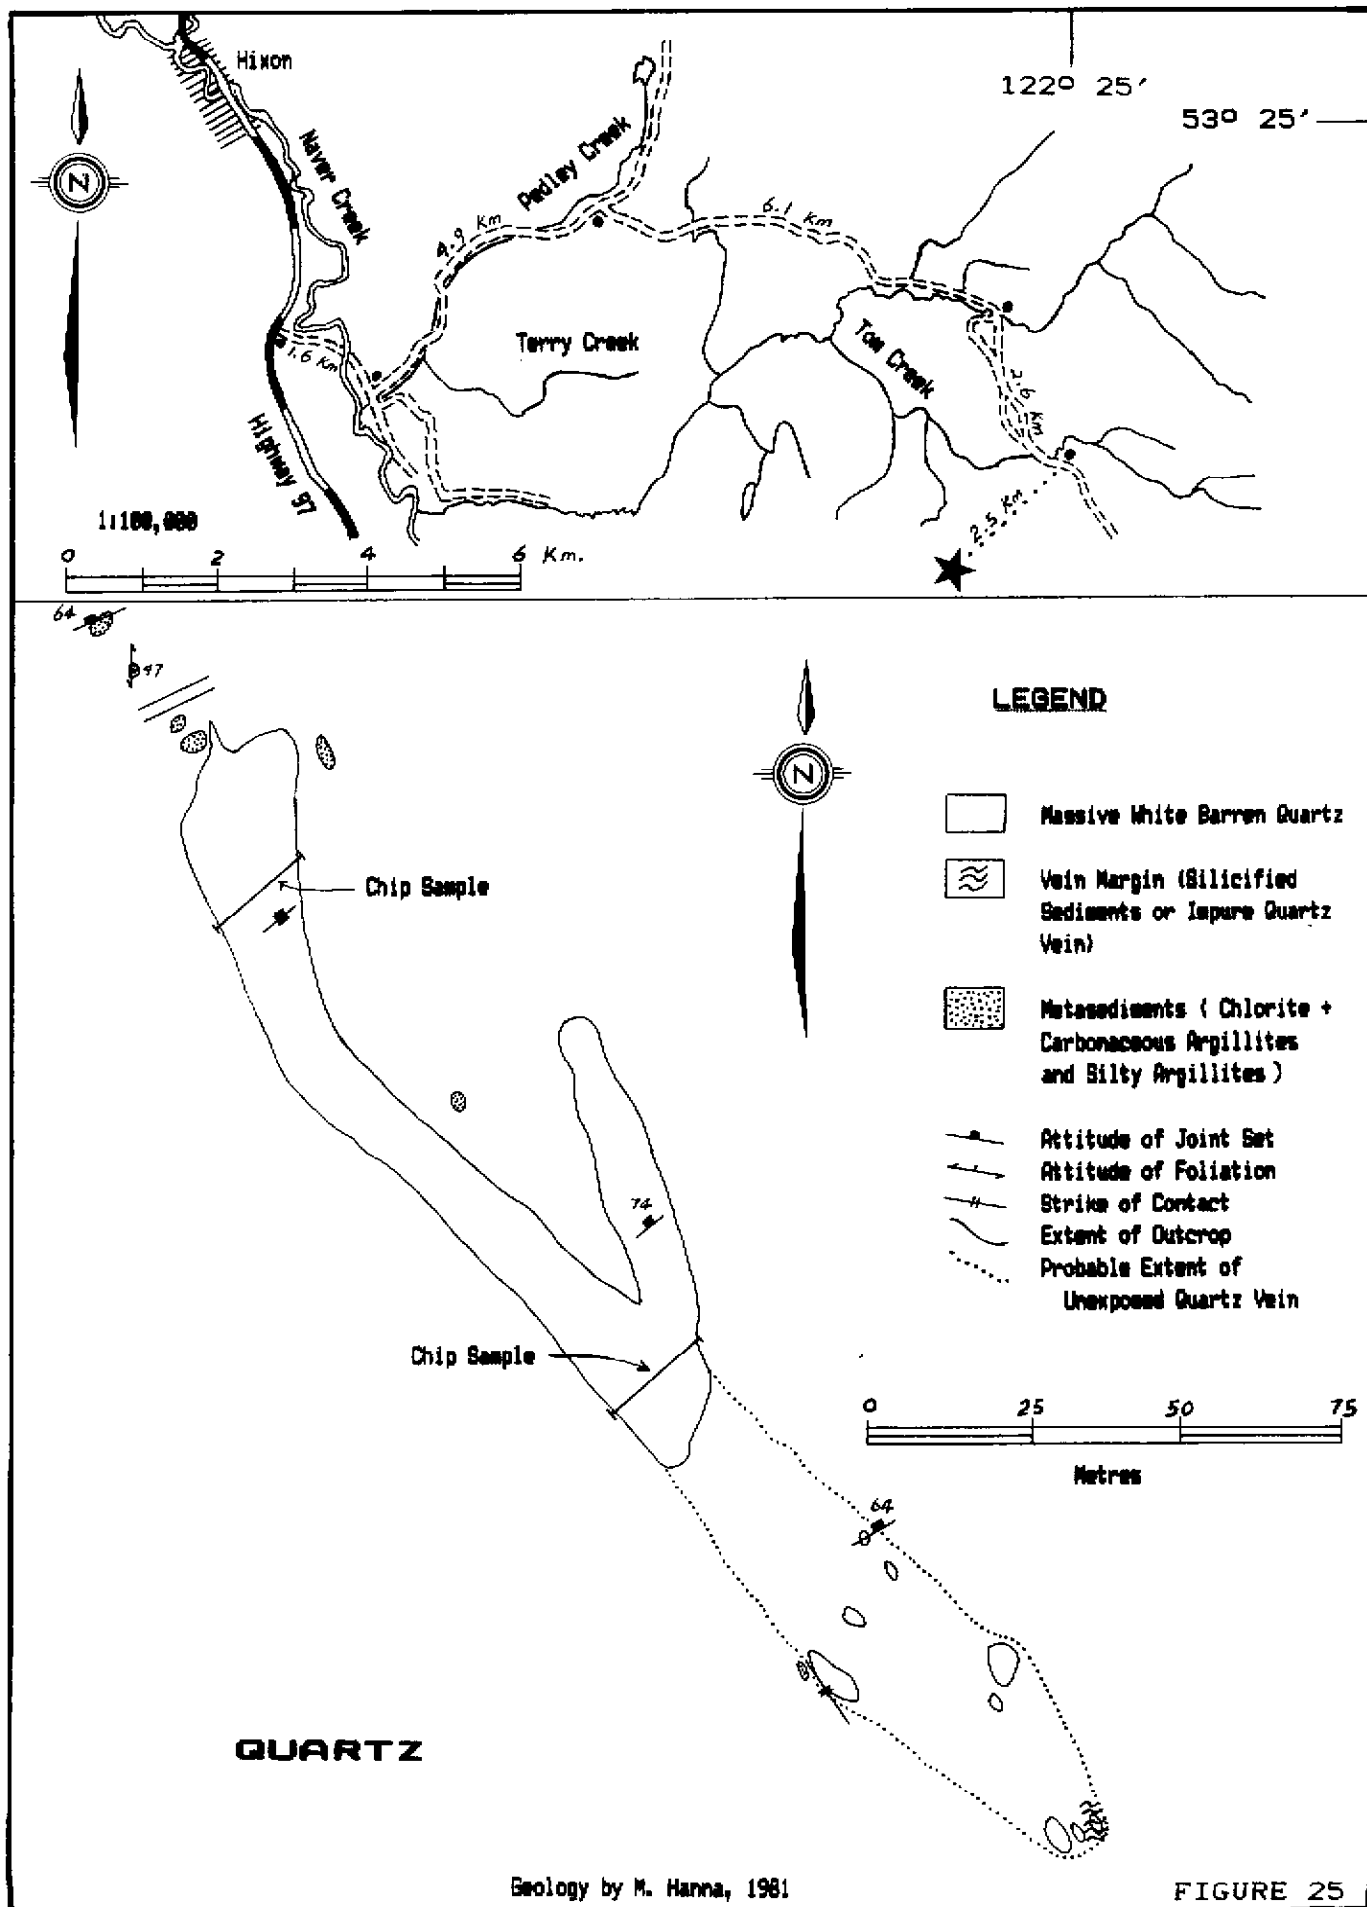 Hixon
122° 25'
53° 25'
Naver Creek
Pedley Creek
4.9 Km
6.1 Km
Terry Creek
Tow Creek
1.6 Km
2.6 Km
Highway 97
2.5 Km
1:100,000
0 2 4 6 Km.
N
64
47
N
LEGEND
Massive White Barren Quartz
Vein Margin (Silicified
Sediments or Impure Quartz
Vein)
Metasediments ( Chlorite +
Carbonaceous Argillites
and Silty Argillites )
Attitude of Joint Set
Attitude of Foliation
Strike of Contact
Extent of Outcrop
Probable Extent of
Unexposed Quartz Vein
Chip Sample
74
Chip Sample
0 25 50 75
Metres
64
QUARTZ
Geology by M. Hanna, 1981
FIGURE 25